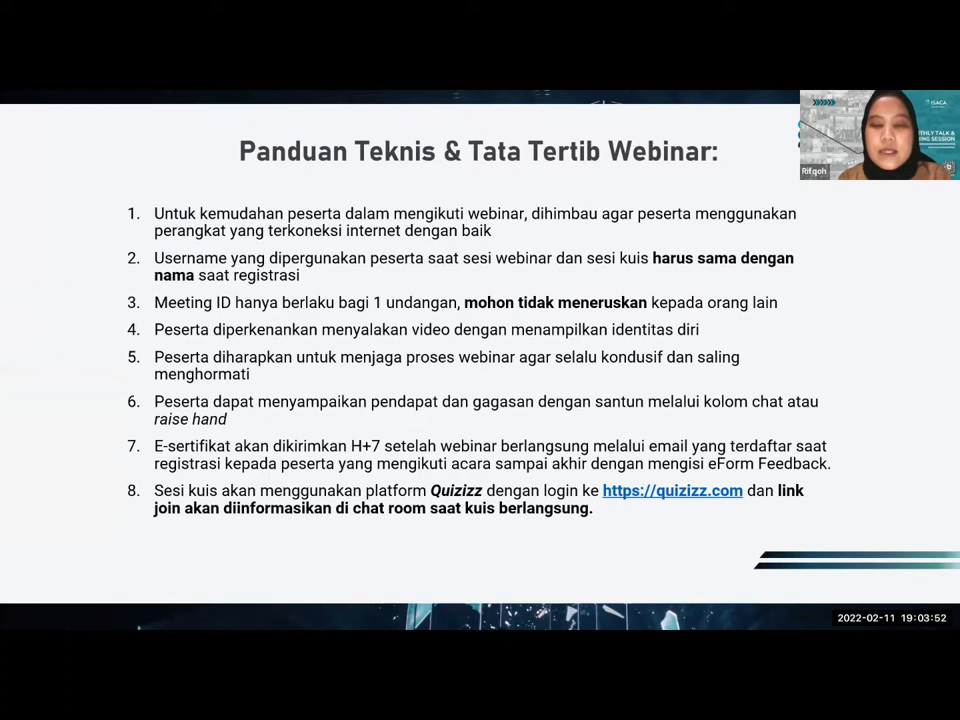 Panduan Teknis & Tata Tertib Webinar:
ISACA
THLY TALK &
NG SESSION
Rifqoh
1. Untuk kemudahan peserta dalam mengikuti webinar, dihimbau agar peserta menggunakan
perangkat yang terkoneksi internet dengan baik
2. Username yang dipergunakan peserta saat sesi webinar dan sesi kuis harus sama dengan
nama saat registrasi
3. Meeting ID hanya berlaku bagi 1 undangan, mohon tidak meneruskan kepada orang lain
4. Peserta diperkenankan menyalakan video dengan menampilkan identitas diri
5. Peserta diharapkan untuk menjaga proses webinar agar selalu kondusif dan saling
menghormati
6. Peserta dapat menyampaikan pendapat dan gagasan dengan santun melalui kolom chat atau
raise hand
7. E-sertifikat akan dikirimkan H+7 setelah webinar berlangsung melalui email yang terdaftar saat
registrasi kepada peserta yang mengikuti acara sampai akhir dengan mengisi eForm Feedback.
8. Sesi kuis akan menggunakan platform Quizizz dengan login ke https://quizizz.com dan link
join akan diinformasikan di chat room saat kuis berlangsung.
2022-02-11 19:03:52